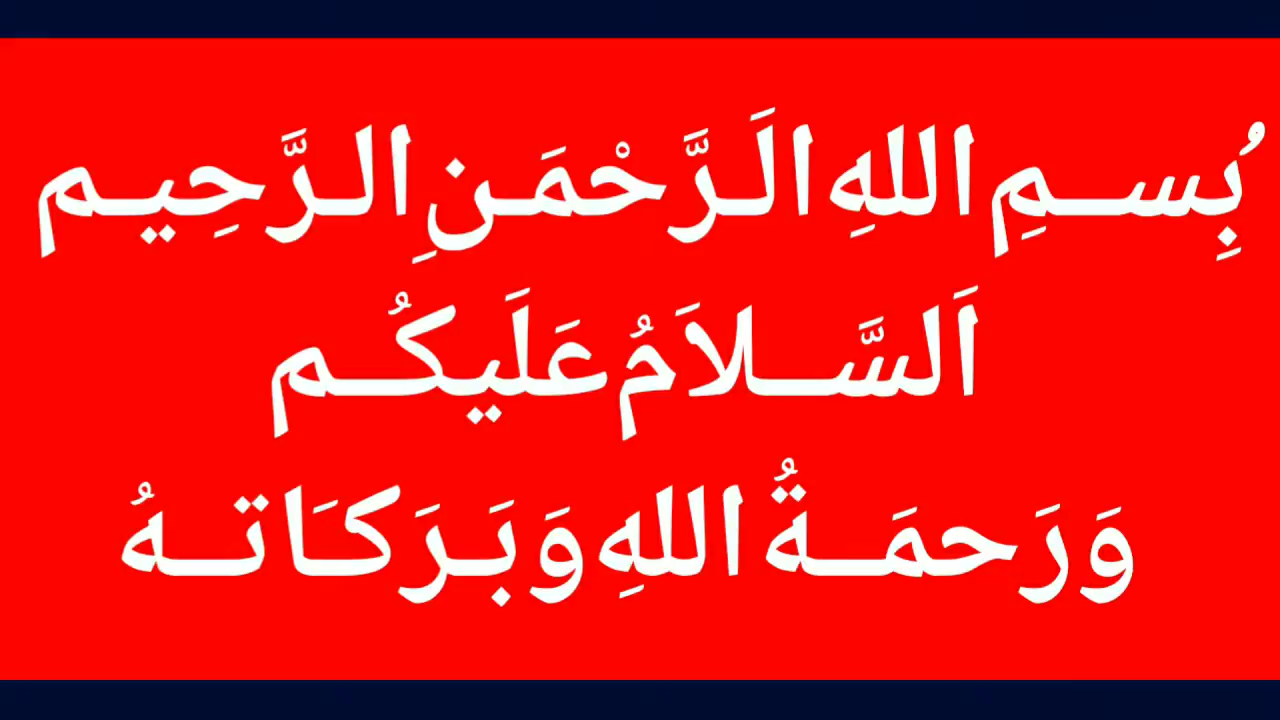 بُِسمِ اللهِ الَرَّحْمَنِ الرَّحِيم
اَلسَّلاَمُ عَلَيكُم
وَرَحمَةُ اللهِ وَبَرَكَاتهُ